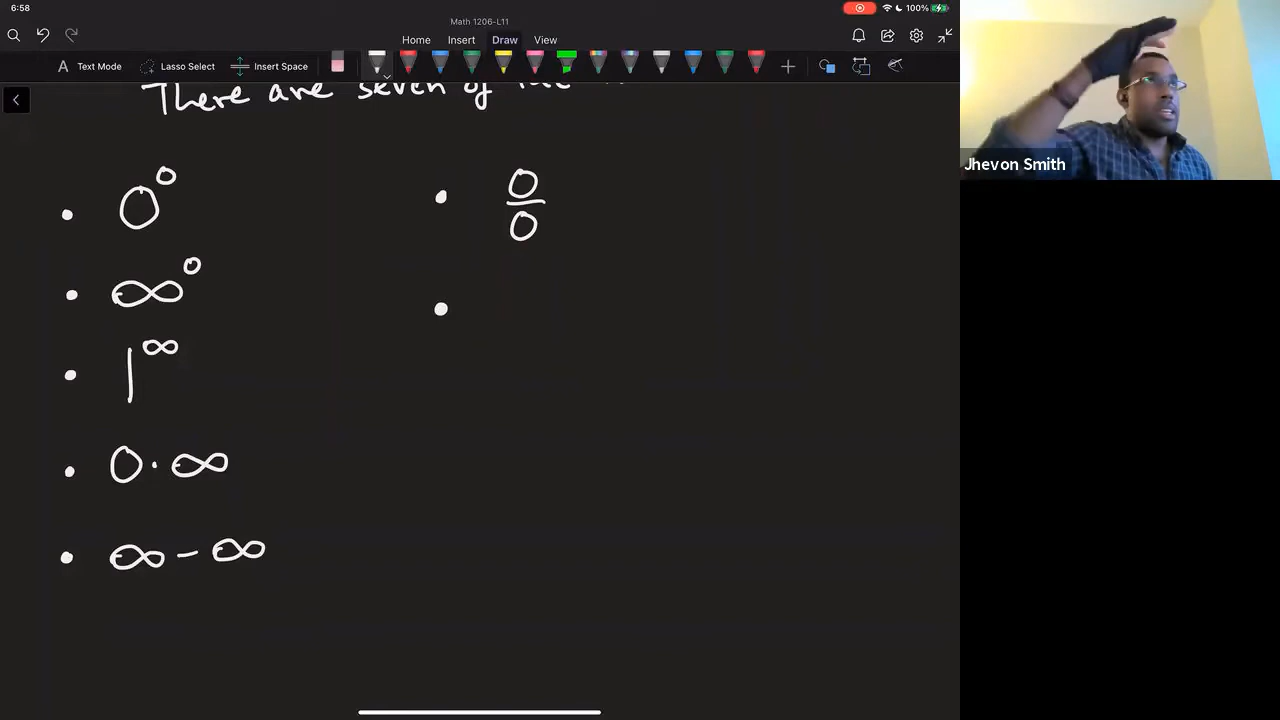 6:58
100%
Math 1206-L11
Home Insert Draw View
Text Mode Lasso Select Insert Space
There are seven of
• 0⁰
• ∞⁰
• 1^∞
• 0·∞
• ∞-∞
• 0/0
•
Jhevon Smith